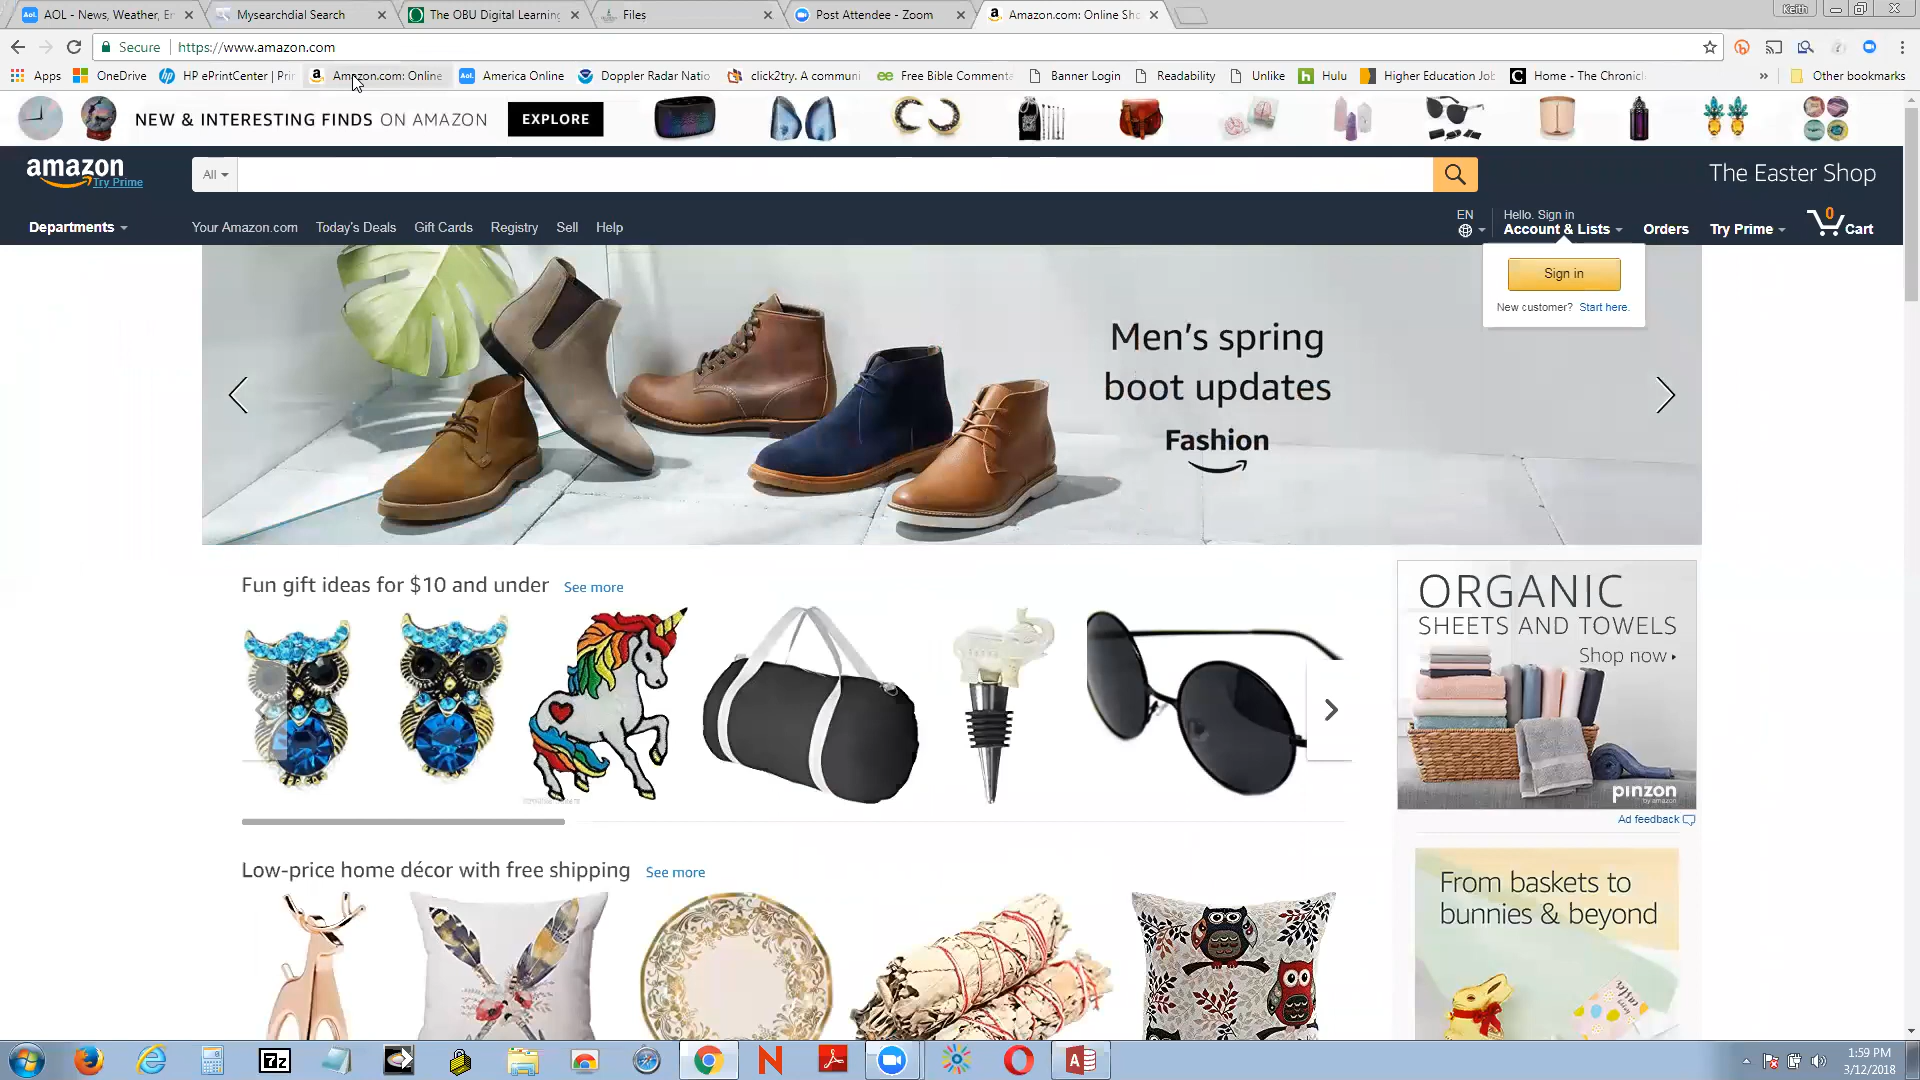 AOL - News, Weather, En
Mysearchdial Search
The OBU Digital Learning
Files
Post Attendee - Zoom
Amazon.com: Online Sho
Keith
Secure
https://www.amazon.com
Apps
OneDrive
HP ePrintCenter | Prin
Amazon.com: Online
America Online
Doppler Radar Natio
click2try. A communi
Free Bible Commenta
Banner Login
Readability
Unlike
Hulu
Higher Education Job
Home - The Chronicl
Other bookmarks
NEW & INTERESTING FINDS ON AMAZON
EXPLORE
amazon
Try Prime
All
The Easter Shop
Departments
Your Amazon.com
Today's Deals
Gift Cards
Registry
Sell
Help
EN
Hello. Sign in
Account & Lists
Orders
Try Prime
0
Cart
Sign in
New customer? Start here.
Men's spring
boot updates
Fashion
Fun gift ideas for $10 and under
See more
ORGANIC
SHEETS AND TOWELS
Shop now
pinzon
by amazon
Ad feedback
Low-price home décor with free shipping
See more
From baskets to
bunnies & beyond
7z
1:59 PM
3/12/2018